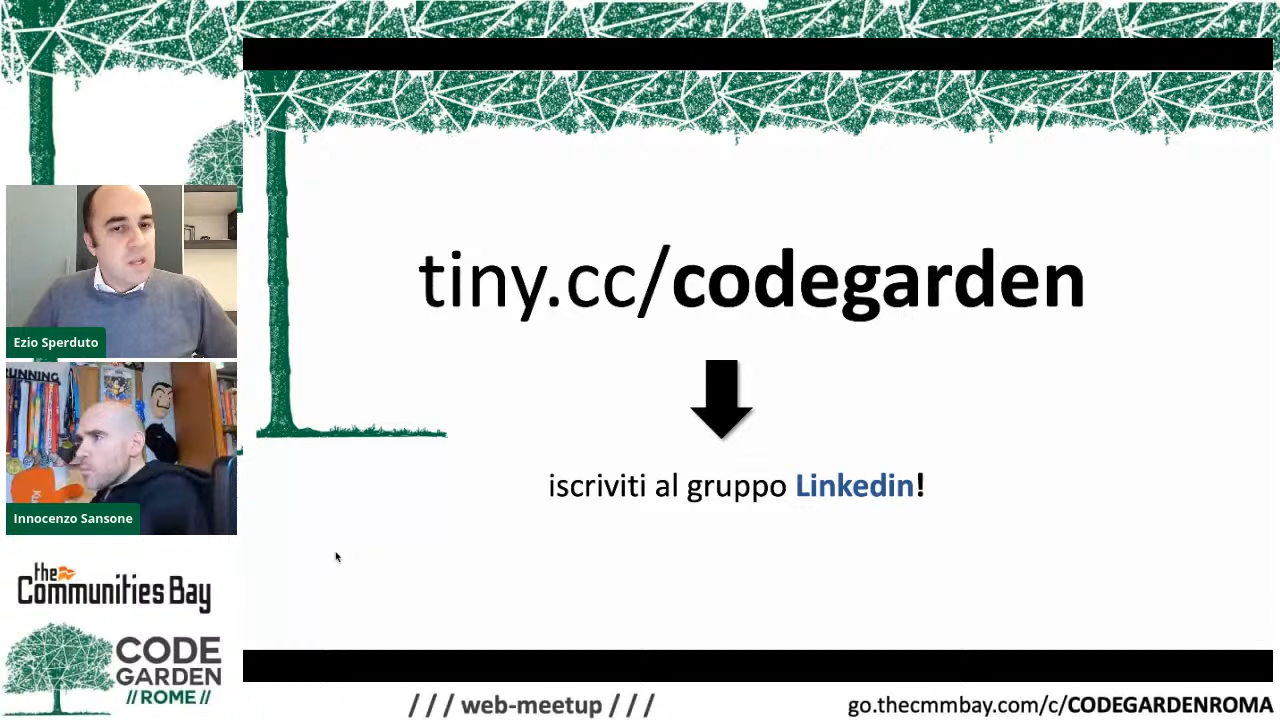 tiny.cc/codegarden
iscriviti al gruppo Linkedin!
Ezio Sperduto
RUNNING
Innocenzo Sansone
the
Communities Bay
CODE
GARDEN
//ROME//
/ / / web-meetup / / /
go.thecmmbay.com/c/CODEGARDENROMA